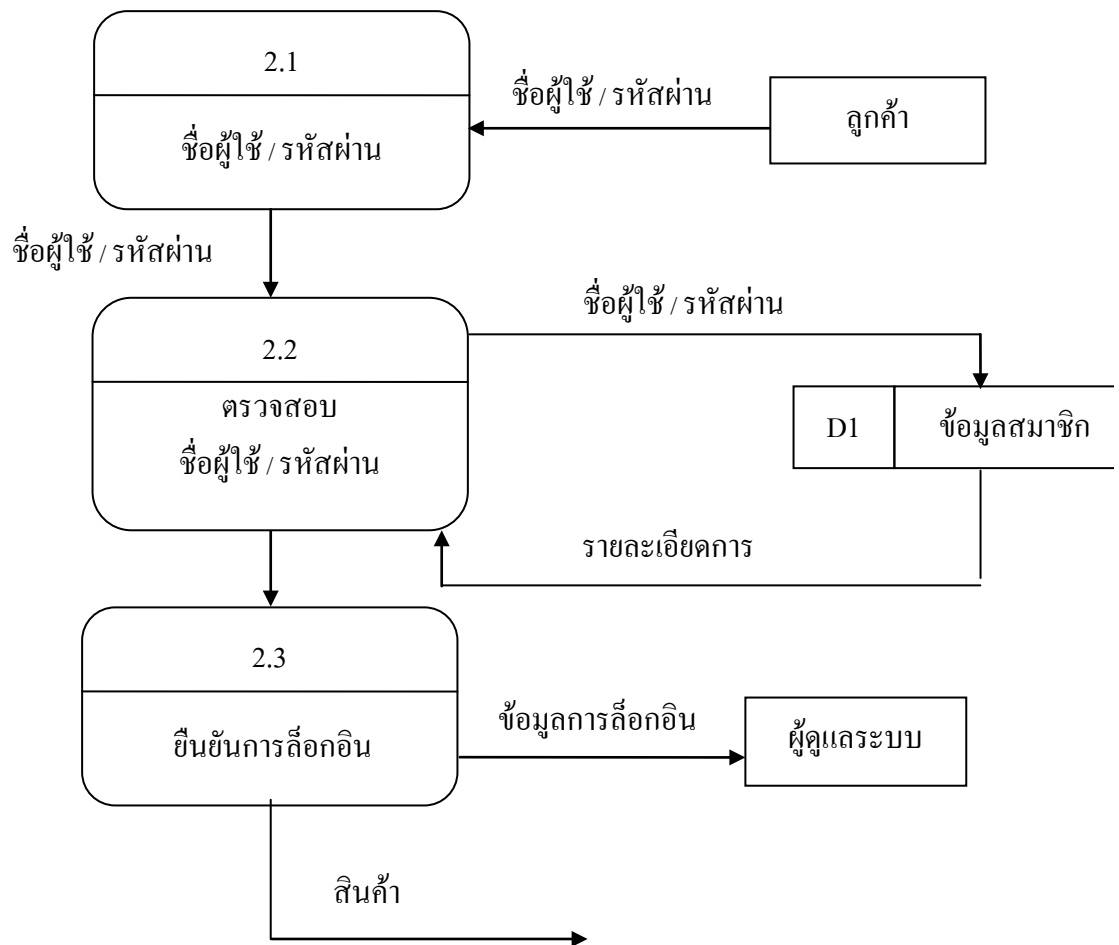 2.1
ชื่อผู้ใช้ / รหัสผ่าน
ลูกค้า
ชื่อผู้ใช้ / รหัสผ่าน
ชื่อผู้ใช้ / รหัสผ่าน
ชื่อผู้ใช้ / รหัสผ่าน
2.2
ตรวจสอบ
ชื่อผู้ใช้ / รหัสผ่าน
D1
ข้อมูลสมาชิก
รายละเอียดการ
2.3
ข้อมูลการล็อกอิน
ผู้ดูแลระบบ
ยืนยันการล็อกอิน
สินค้า